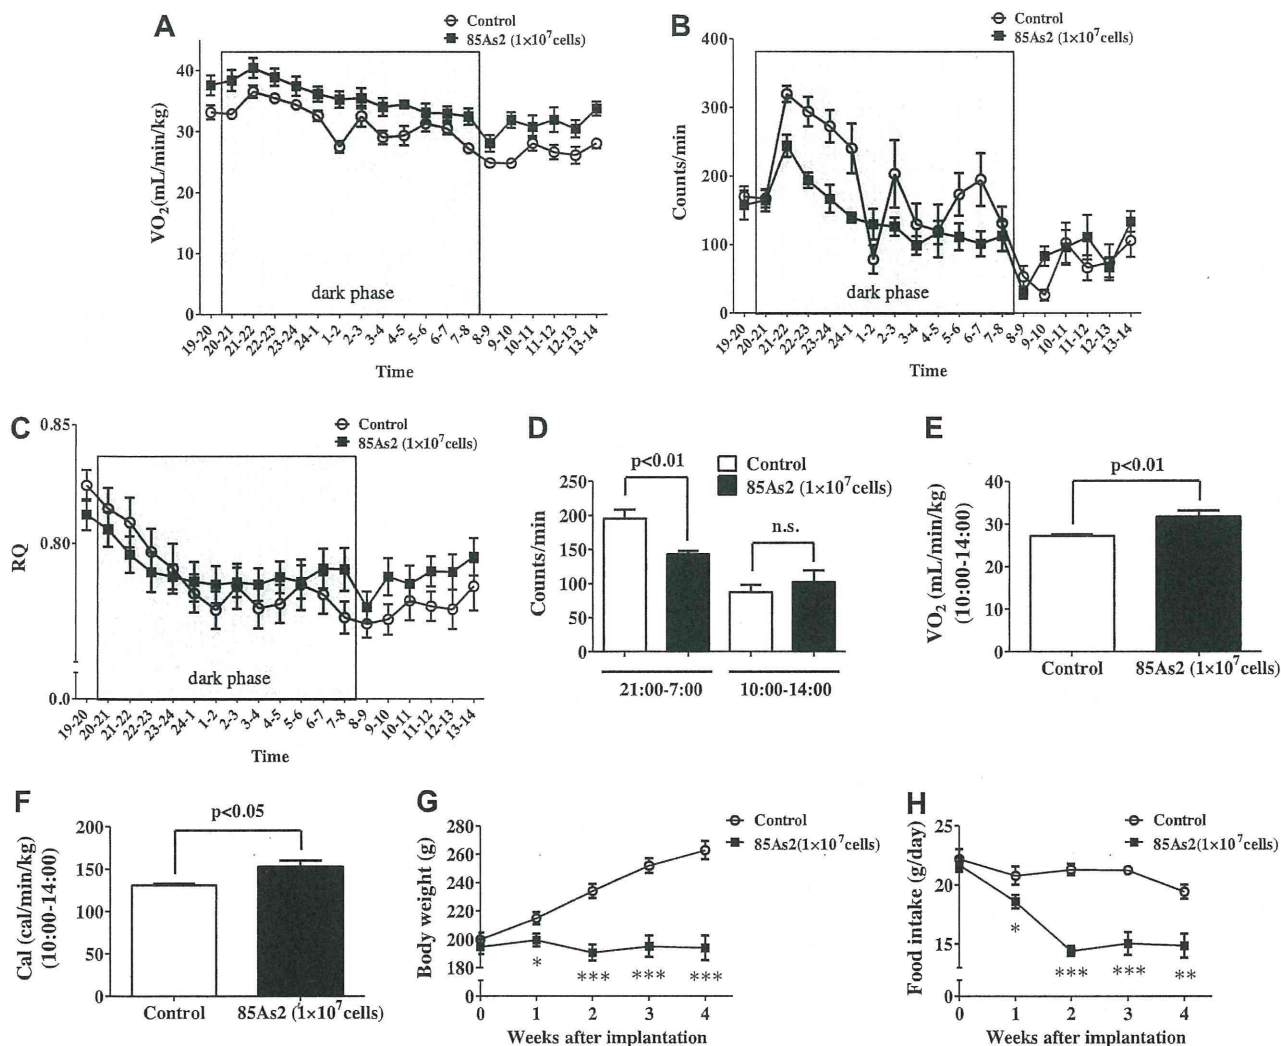 A
Control
85As2 (1×10⁷cells)
VO₂(mL/min/kg)
40
30
20
10
0
dark phase
19-20
20-21
21-22
22-23
23-24
24-1
1-2
2-3
3-4
4-5
5-6
6-7
7-8
8-9
9-10
10-11
11-12
12-13
13-14
Time
B
Control
85As2 (1×10⁷cells)
Counts/min
400
300
200
100
0
dark phase
19-20
20-21
21-22
22-23
23-24
24-1
1-2
2-3
3-4
4-5
5-6
6-7
7-8
8-9
9-10
10-11
11-12
12-13
13-14
Time
C
Control
85As2 (1×10⁷cells)
RQ
0.85
0.80
0.0
dark phase
19-20
20-21
21-22
22-23
23-24
24-1
1-2
2-3
3-4
4-5
5-6
6-7
7-8
8-9
9-10
10-11
11-12
12-13
13-14
Time
D
Control
85As2 (1×10⁷cells)
p<0.01
n.s.
Counts/min
250
200
150
100
50
0
21:00-7:00
10:00-14:00
E
p<0.01
VO₂ (mL/min/kg)
(10:00-14:00)
40
30
20
10
0
Control
85As2 (1×10⁷cells)
F
p<0.05
Cal (cal/min/kg)
(10:00-14:00)
200
150
100
50
0
Control
85As2 (1×10⁷cells)
G
Control
85As2(1×10⁷cells)
Body weight (g)
280
260
240
220
200
180
0
*
***
***
***
0 1 2 3 4
Weeks after implantation
H
Control
85As2(1×10⁷cells)
Food intake (g/day)
25
20
15
0
*
***
***
**
0 1 2 3 4
Weeks after implantation